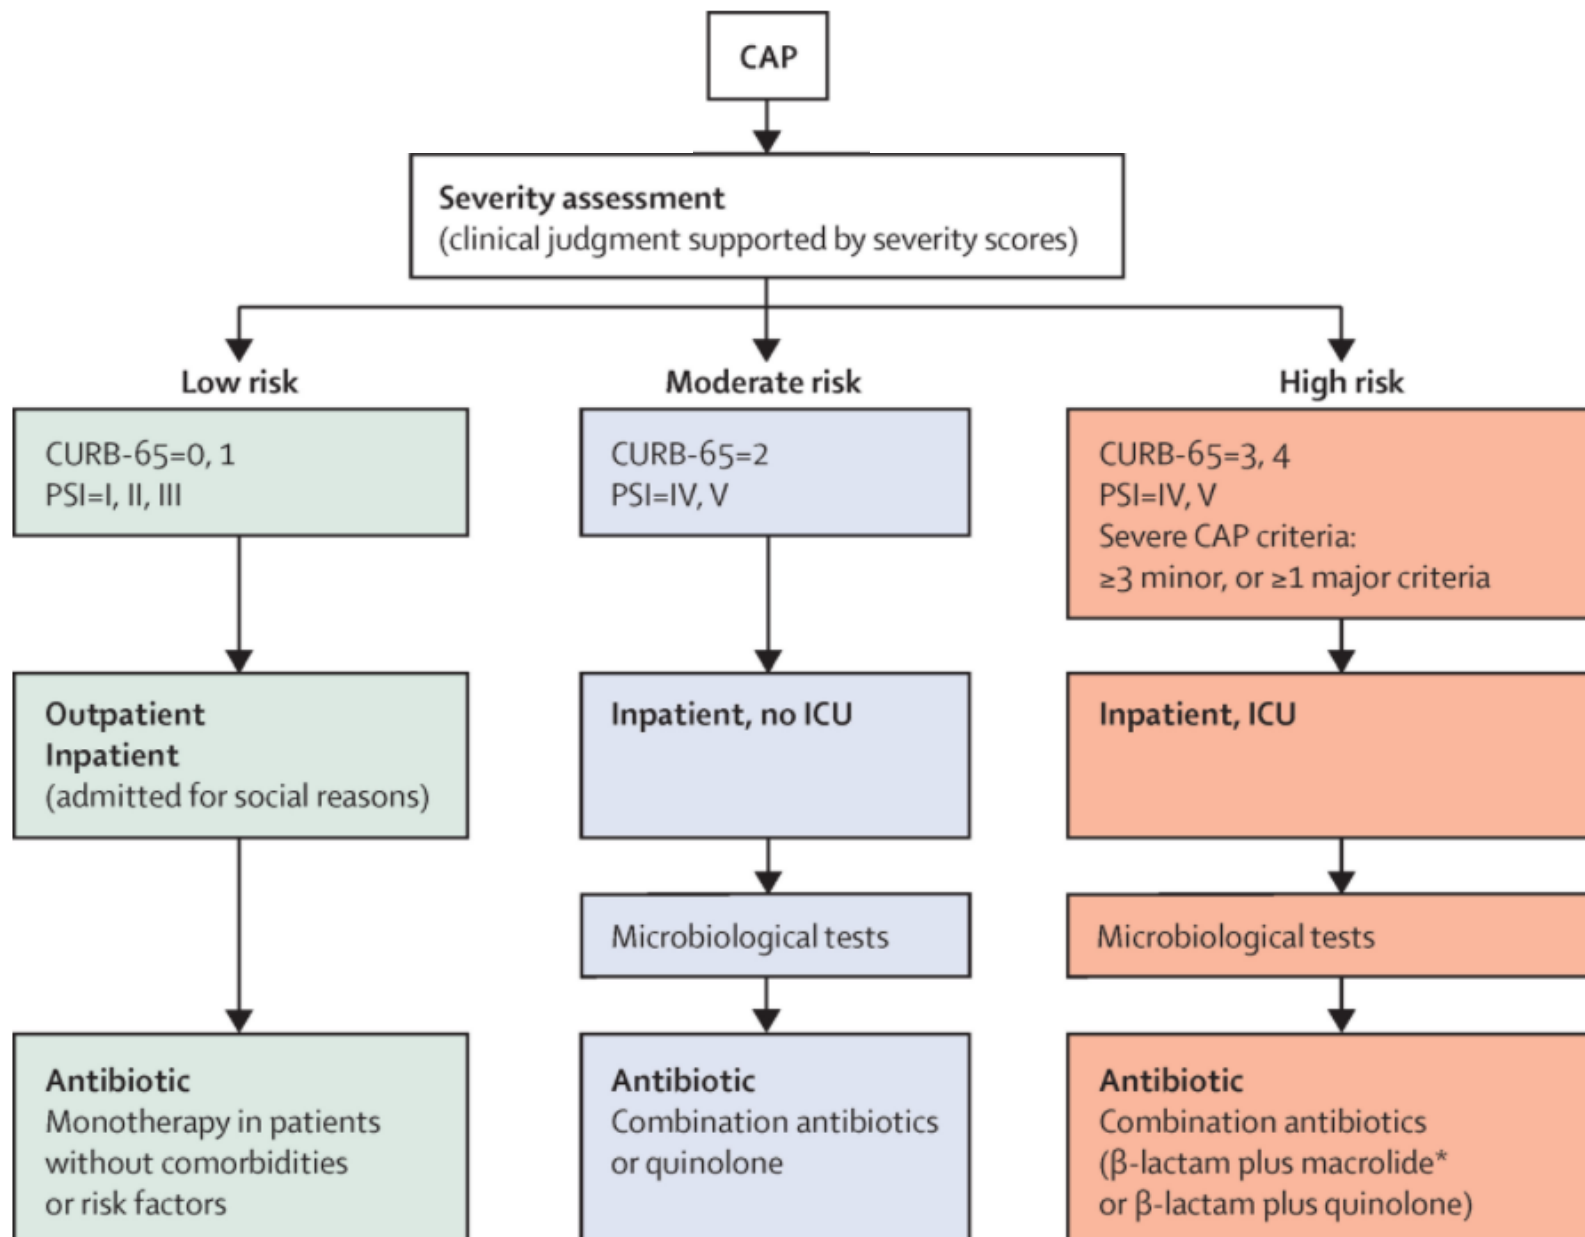 CAP
Severity assessment
(clinical judgment supported by severity scores)
Low risk
CURB-65=0, 1
PSI=I, II, III
Outpatient
Inpatient
(admitted for social reasons)
Antibiotic
Monotherapy in patients
without comorbidities
or risk factors
Moderate risk
CURB-65=2
PSI=IV, V
Inpatient, no ICU
Microbiological tests
Antibiotic
Combination antibiotics
or quinolone
High risk
CURB-65=3, 4
PSI=IV, V
Severe CAP criteria:
≥3 minor, or ≥1 major criteria
Inpatient, ICU
Microbiological tests
Antibiotic
Combination antibiotics
(β-lactam plus macrolide*
or β-lactam plus quinolone)